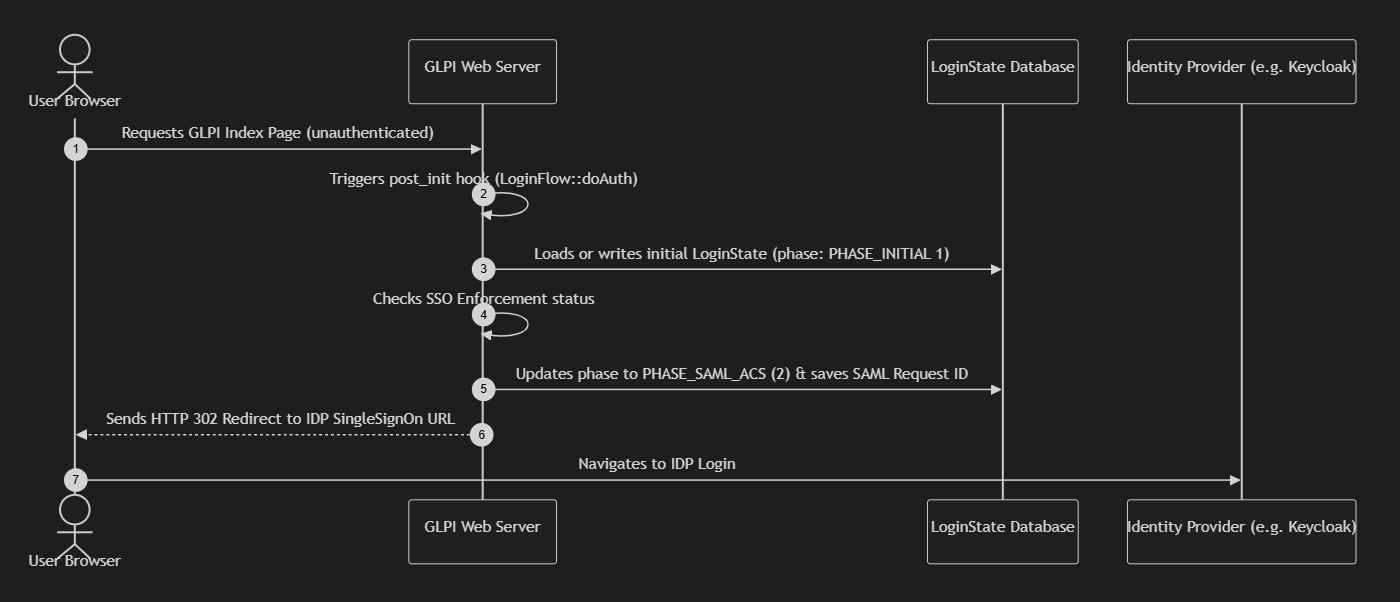 User Browser
GLPI Web Server
LoginState Database
Identity Provider (e.g. Keycloak)
Requests GLPI Index Page (unauthenticated)
1
Triggers post_init hook (LoginFlow::doAuth)
2
Loads or writes initial LoginState (phase: PHASE_INITIAL 1)
3
Checks SSO Enforcement status
4
Updates phase to PHASE_SAML_ACS (2) & saves SAML Request ID
5
Sends HTTP 302 Redirect to IDP SingleSignOn URL
6
Navigates to IDP Login
7
User Browser
GLPI Web Server
LoginState Database
Identity Provider (e.g. Keycloak)